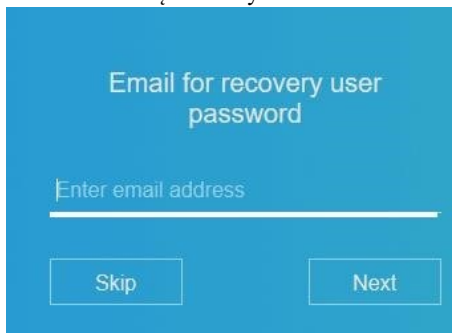 Email for recovery user
password
Enter email address
Skip
Next